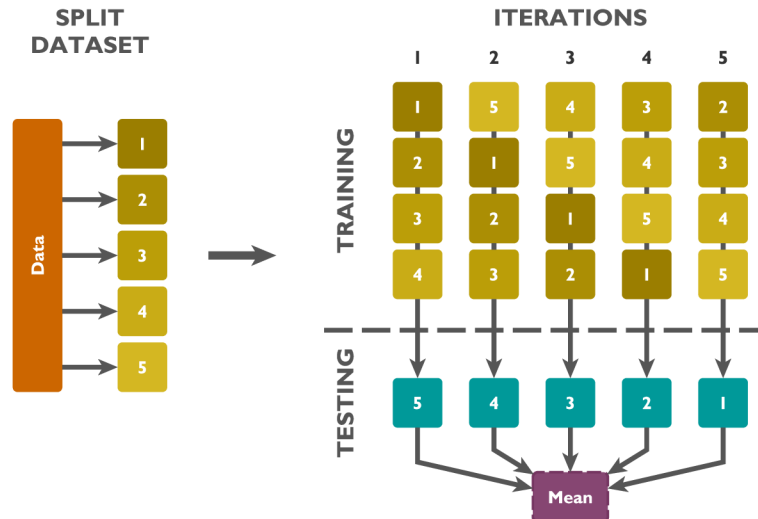 SPLIT
DATASET
Data
1
2
3
4
5
ITERATIONS
1 2 3 4 5
TRAINING
1 5 4 3 2
2 1 5 4 3
3 2 1 5 4
4 3 2 1 5
TESTING
5 4 3 2 1
Mean